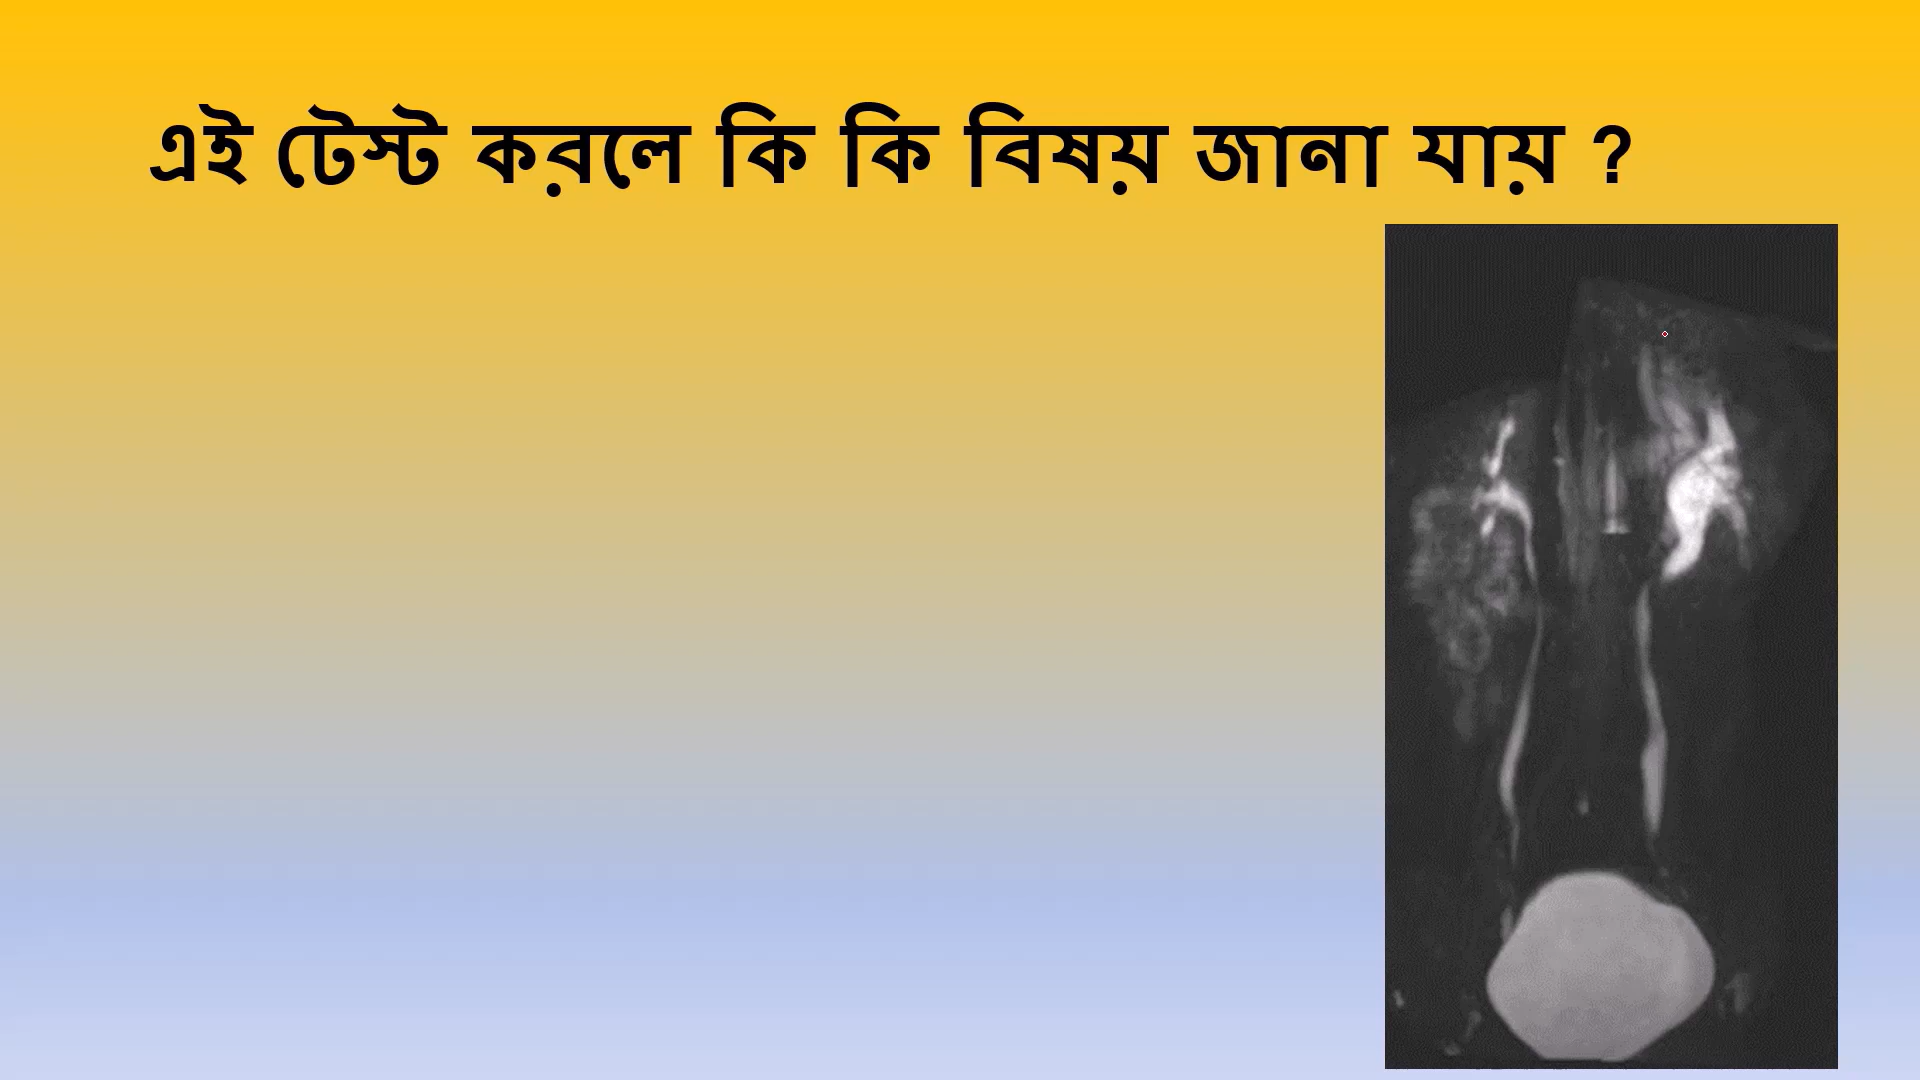 এই টেস্ট করলে কি কি বিষয় জানা যায় ?